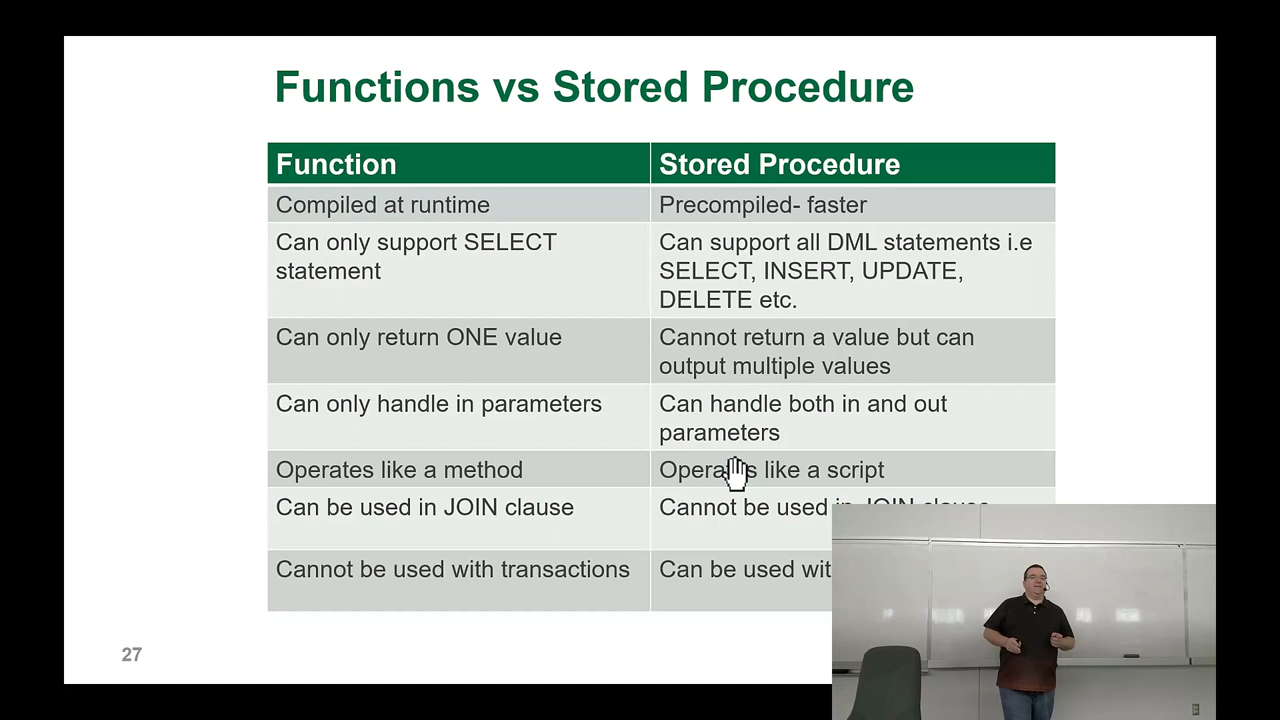 Functions vs Stored Procedure
Function
Stored Procedure
Compiled at runtime
Precompiled- faster
Can only support SELECT
statement
Can support all DML statements i.e
SELECT, INSERT, UPDATE,
DELETE etc.
Can only return ONE value
Cannot return a value but can
output multiple values
Can only handle in parameters
Can handle both in and out
parameters
Operates like a method
Operates like a script
Can be used in JOIN clause
Cannot be used in JOIN clause
Cannot be used with transactions
Can be used wit
27